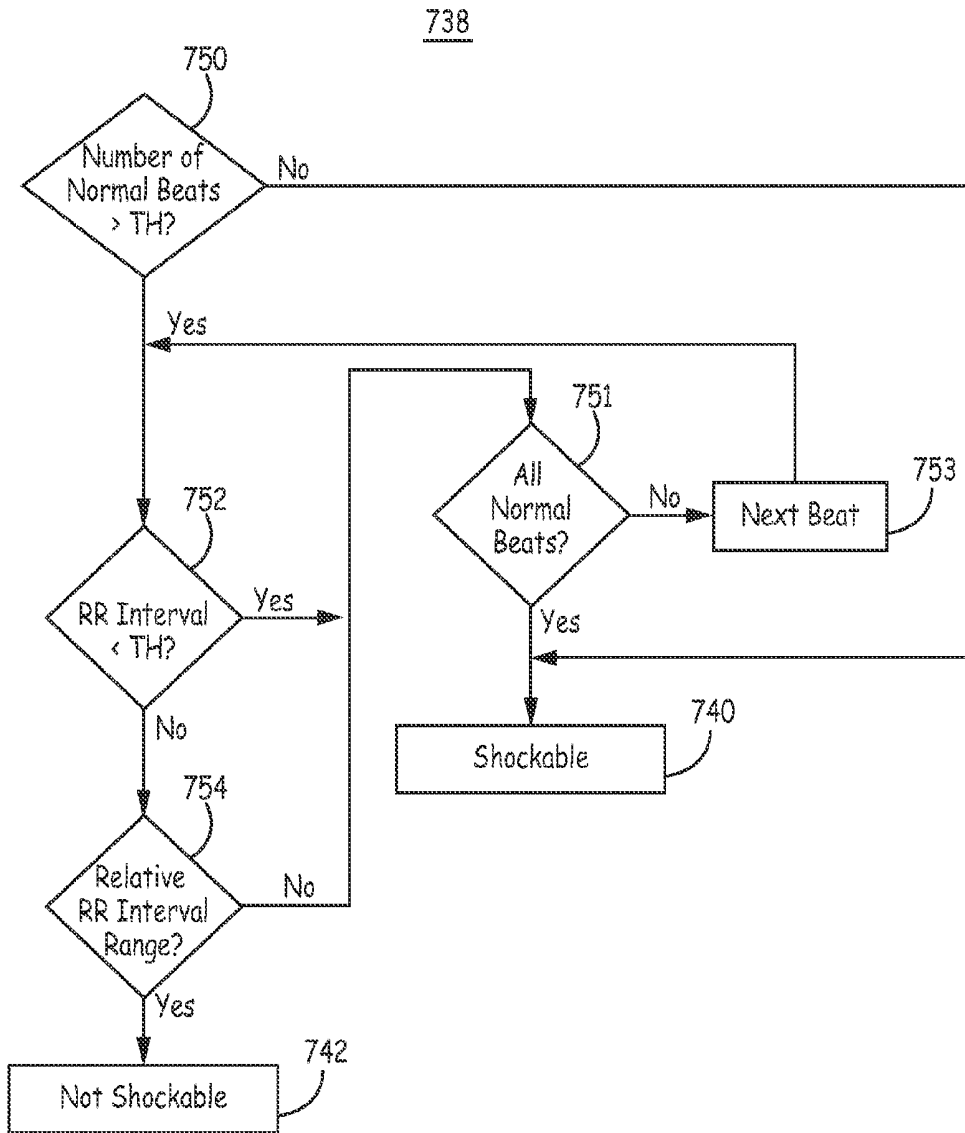 738
750
Number of
Normal Beats
> TH?
No
Yes
751
All
Normal
Beats?
No
753
Next Beat
752
RR Interval
< TH?
Yes
Yes
No
740
Shockable
754
Relative
RR Interval
Range?
No
Yes
742
Not Shockable